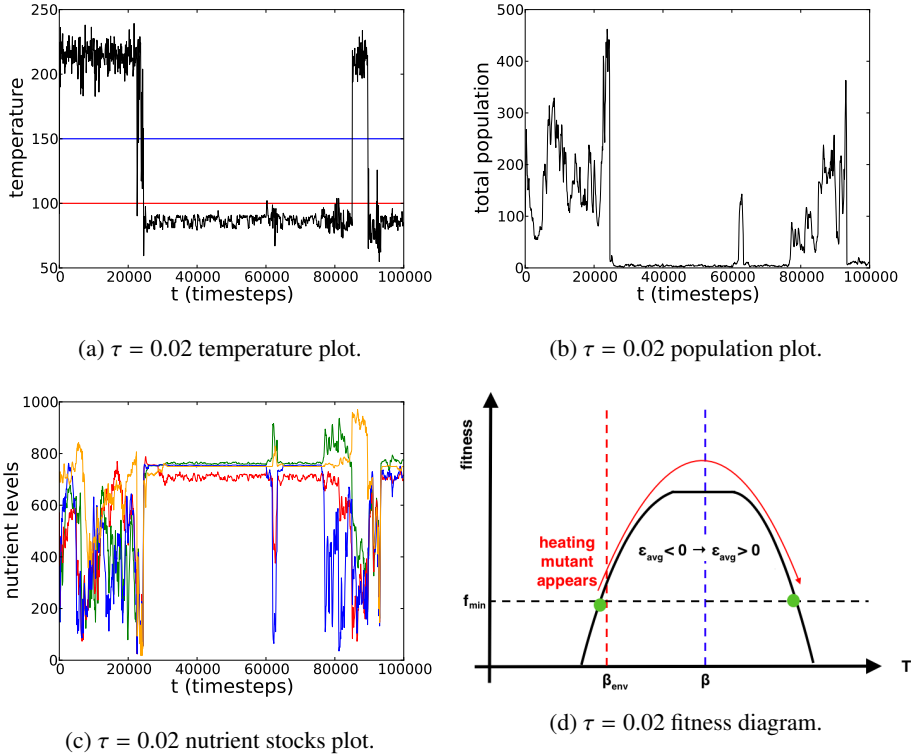 250
200
150
100
50
temperature
0
20000
40000
60000
80000
100000
t (timesteps)
(a) τ = 0.02 temperature plot.
500
400
300
200
100
0
total population
0
20000
40000
60000
80000
100000
t (timesteps)
(b) τ = 0.02 population plot.
1000
800
600
400
200
0
nutrient levels
0
20000
40000
60000
80000
100000
t (timesteps)
(c) τ = 0.02 nutrient stocks plot.
fitness
heating
mutant
appears
ε_avg < 0 → ε_avg > 0
f_min
β_env
β
T
(d) τ = 0.02 fitness diagram.